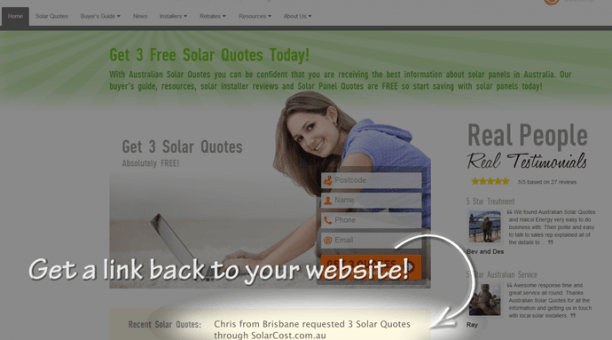 Home Solar Quotes Buyer's Guide News Installers Rebates Resources About Us
Get 3 Free Solar Quotes Today!
With Australian Solar Quotes you can be confident that you are receiving the best information about solar panels in Australia. Our
buyer's guide, resources, solar installer reviews and Solar Panel Quotes are FREE so start saving with solar panels today!
Get 3 Solar Quotes
Absolutely FREE!
Postcode
Name
Phone
Email
GET 3 QUOTES
Real People
Real Testimonials
5/5 based on 27 reviews
5 Star Treatment
We found Australian Solar Quotes
and Halcol Energy very easy to do
business with. Their polite and easy
to talk to sales rep explained all of
the details to ...
Bev and Des
Star Australian Service
Awesome response time and
great service all round. Thanks
Australian Solar Quotes for all the
information and getting us in touch
with local solar installers.
Ray
Get a link back to your website!
Recent Solar Quotes: Chris from Brisbane requested 3 Solar Quotes
through SolarCost.com.au